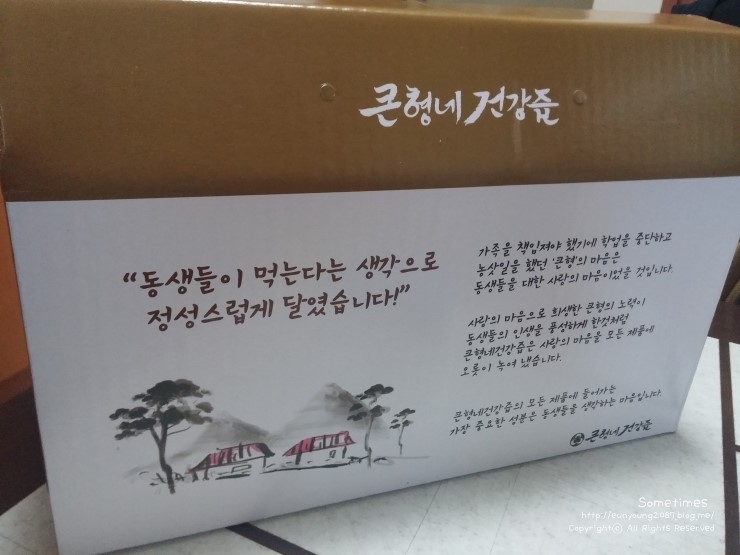 큰형네 건강즙
"동생들이 먹는다는 생각으로
정성스럽게 달였습니다!"
가족을 책임져야 했기에 학업을 중단하고
농삿일을 했던 '큰형'의 마음은
동생들을 대한 사랑의 마음이었을 것입니다.
사랑의 마음으로 희생한 큰형의 노력이
동생들의 인생을 풍성하게 한것처럼
큰형네건강즙은 사랑의 마음을 모든 제품에
오롯이 녹여 냈습니다.
큰형네건강즙의 모든 제품에 들어가는
가장 중요한 성분은 동생들을 생각하는 마음입니다.
큰형네 건강즙
Sometimes
http://eunyoung2087.blog.me/
Copyright(c) All Rights Reserved